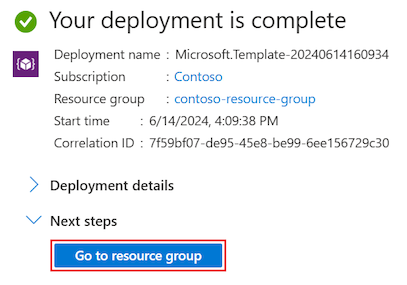 Your deployment is complete
Deployment name : Microsoft.Template-20240614160934
Subscription : Contoso
Resource group : contoso-resource-group
Start time : 6/14/2024, 4:09:38 PM
Correlation ID : 7f59bf07-de95-45e8-be99-6ee156729c30
Deployment details
Next steps
Go to resource group